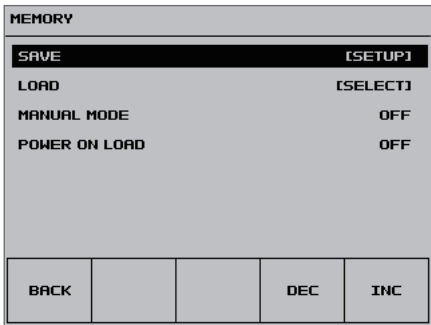 MEMORY
SAVE [SETUP]
LOAD [SELECT]
MANUAL MODE OFF
POWER ON LOAD OFF
BACK DEC INC